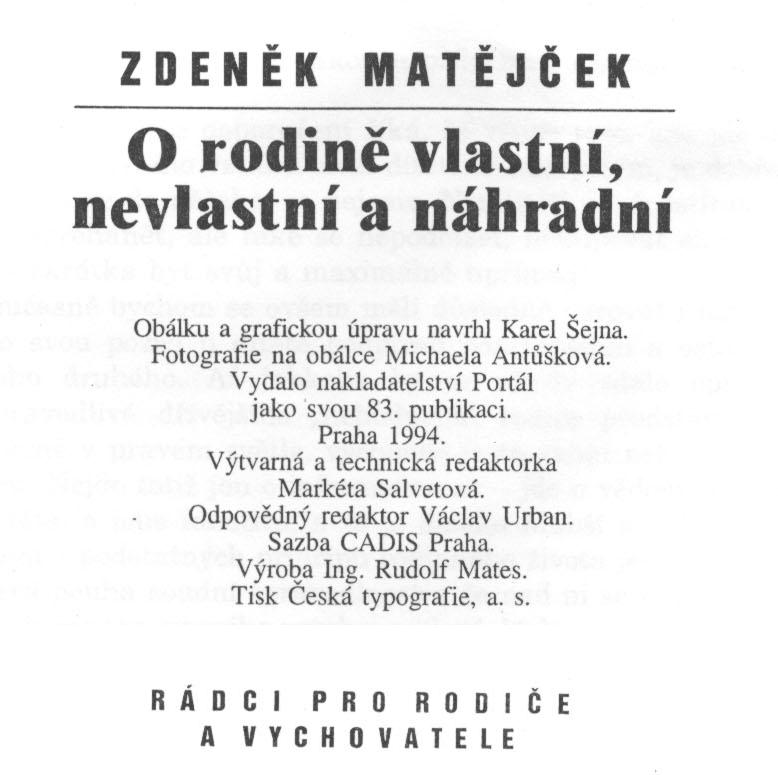 ZDENĚK MATĚJČEK
O rodině vlastní,
nevlastní a náhradní
Obálku a grafickou úpravu navrhl Karel Šejna.
Fotografie na obálce Michaela Antůšková.
Vydalo nakladatelství Portál
jako svou 83. publikaci.
Praha 1994.
Výtvarná a technická redaktorka
Markéta Salvetová.
Odpovědný redaktor Václav Urban.
Sazba CADIS Praha.
Výroba Ing. Rudolf Mates.
Tisk Česká typografie, a. s.
RÁDCI PRO RODIČE
A VYCHOVATELE